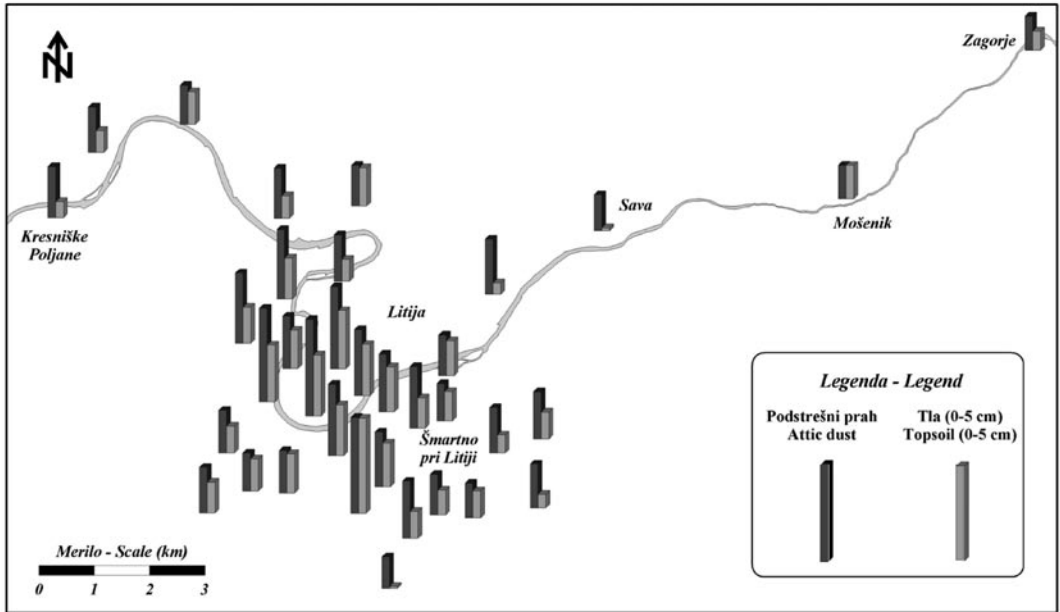 N
Zagorje
Sava
Mošenik
Kresniške
Poljane
Litija
Šmartno
pri Litiji
Legenda - Legend
Podstrešni prah
Attic dust
Tla (0-5 cm)
Topsoil (0-5 cm)
Merilo - Scale (km)
0 1 2 3